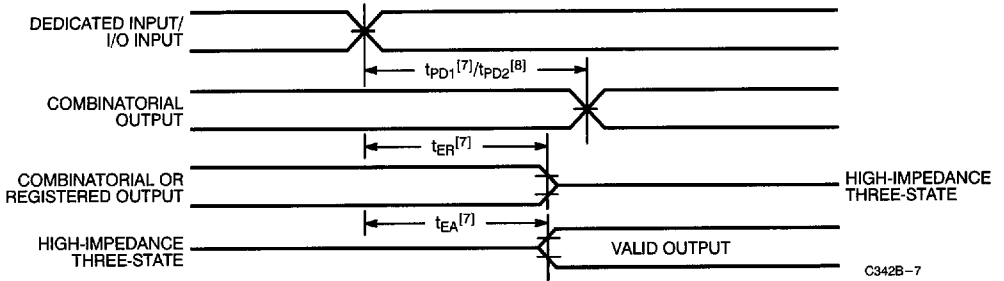 DEDICATED INPUT/
I/O INPUT
tPD1[7]/tPD2[8]
COMBINATORIAL
OUTPUT
tER[7]
COMBINATORIAL OR
REGISTERED OUTPUT
HIGH-IMPEDANCE
THREE-STATE
tEA[7]
HIGH-IMPEDANCE
THREE-STATE
VALID OUTPUT
C342B-7